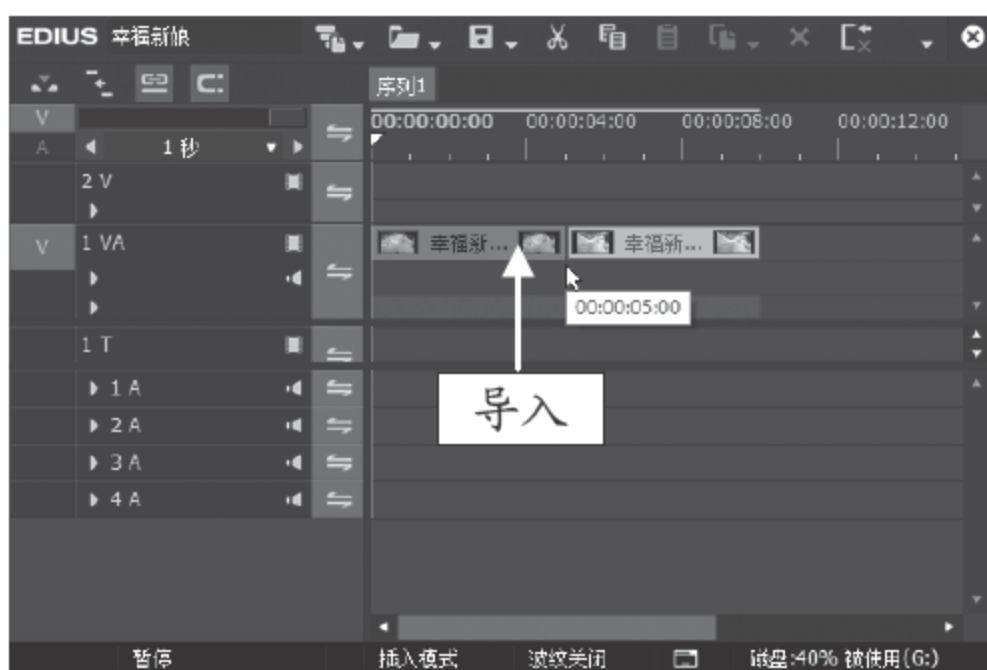 EDIUS 幸福新娘
序列1
V
A
1 秒
00:00:00:00 00:00:04:00 00:00:08:00 00:00:12:00
2 V
V
1 VA
幸福新... 幸福新...
00:00:05:00
1 T
导入
1 A
2 A
3 A
4 A
暂停 插入模式 波纹关闭 磁盘:40% 被使用(G:)